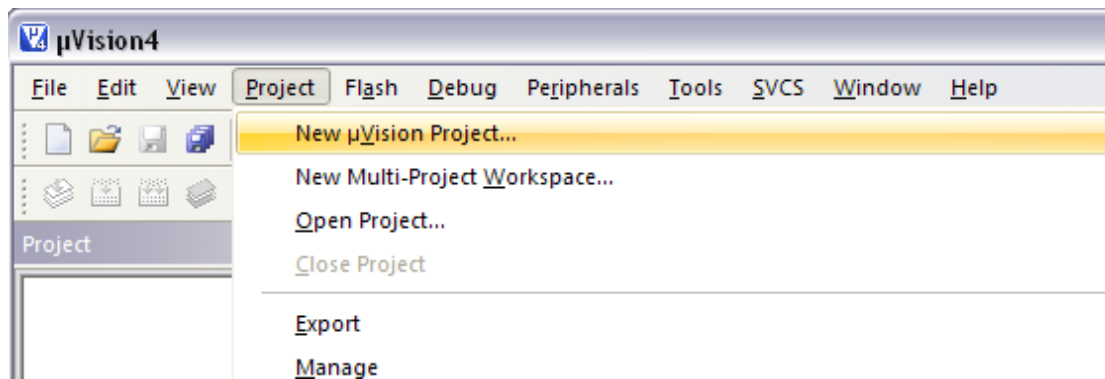 µVision4
File Edit View Project Flash Debug Peripherals Tools SVCS Window Help
New µVision Project...
New Multi-Project Workspace...
Open Project...
Project
Close Project
Export
Manage